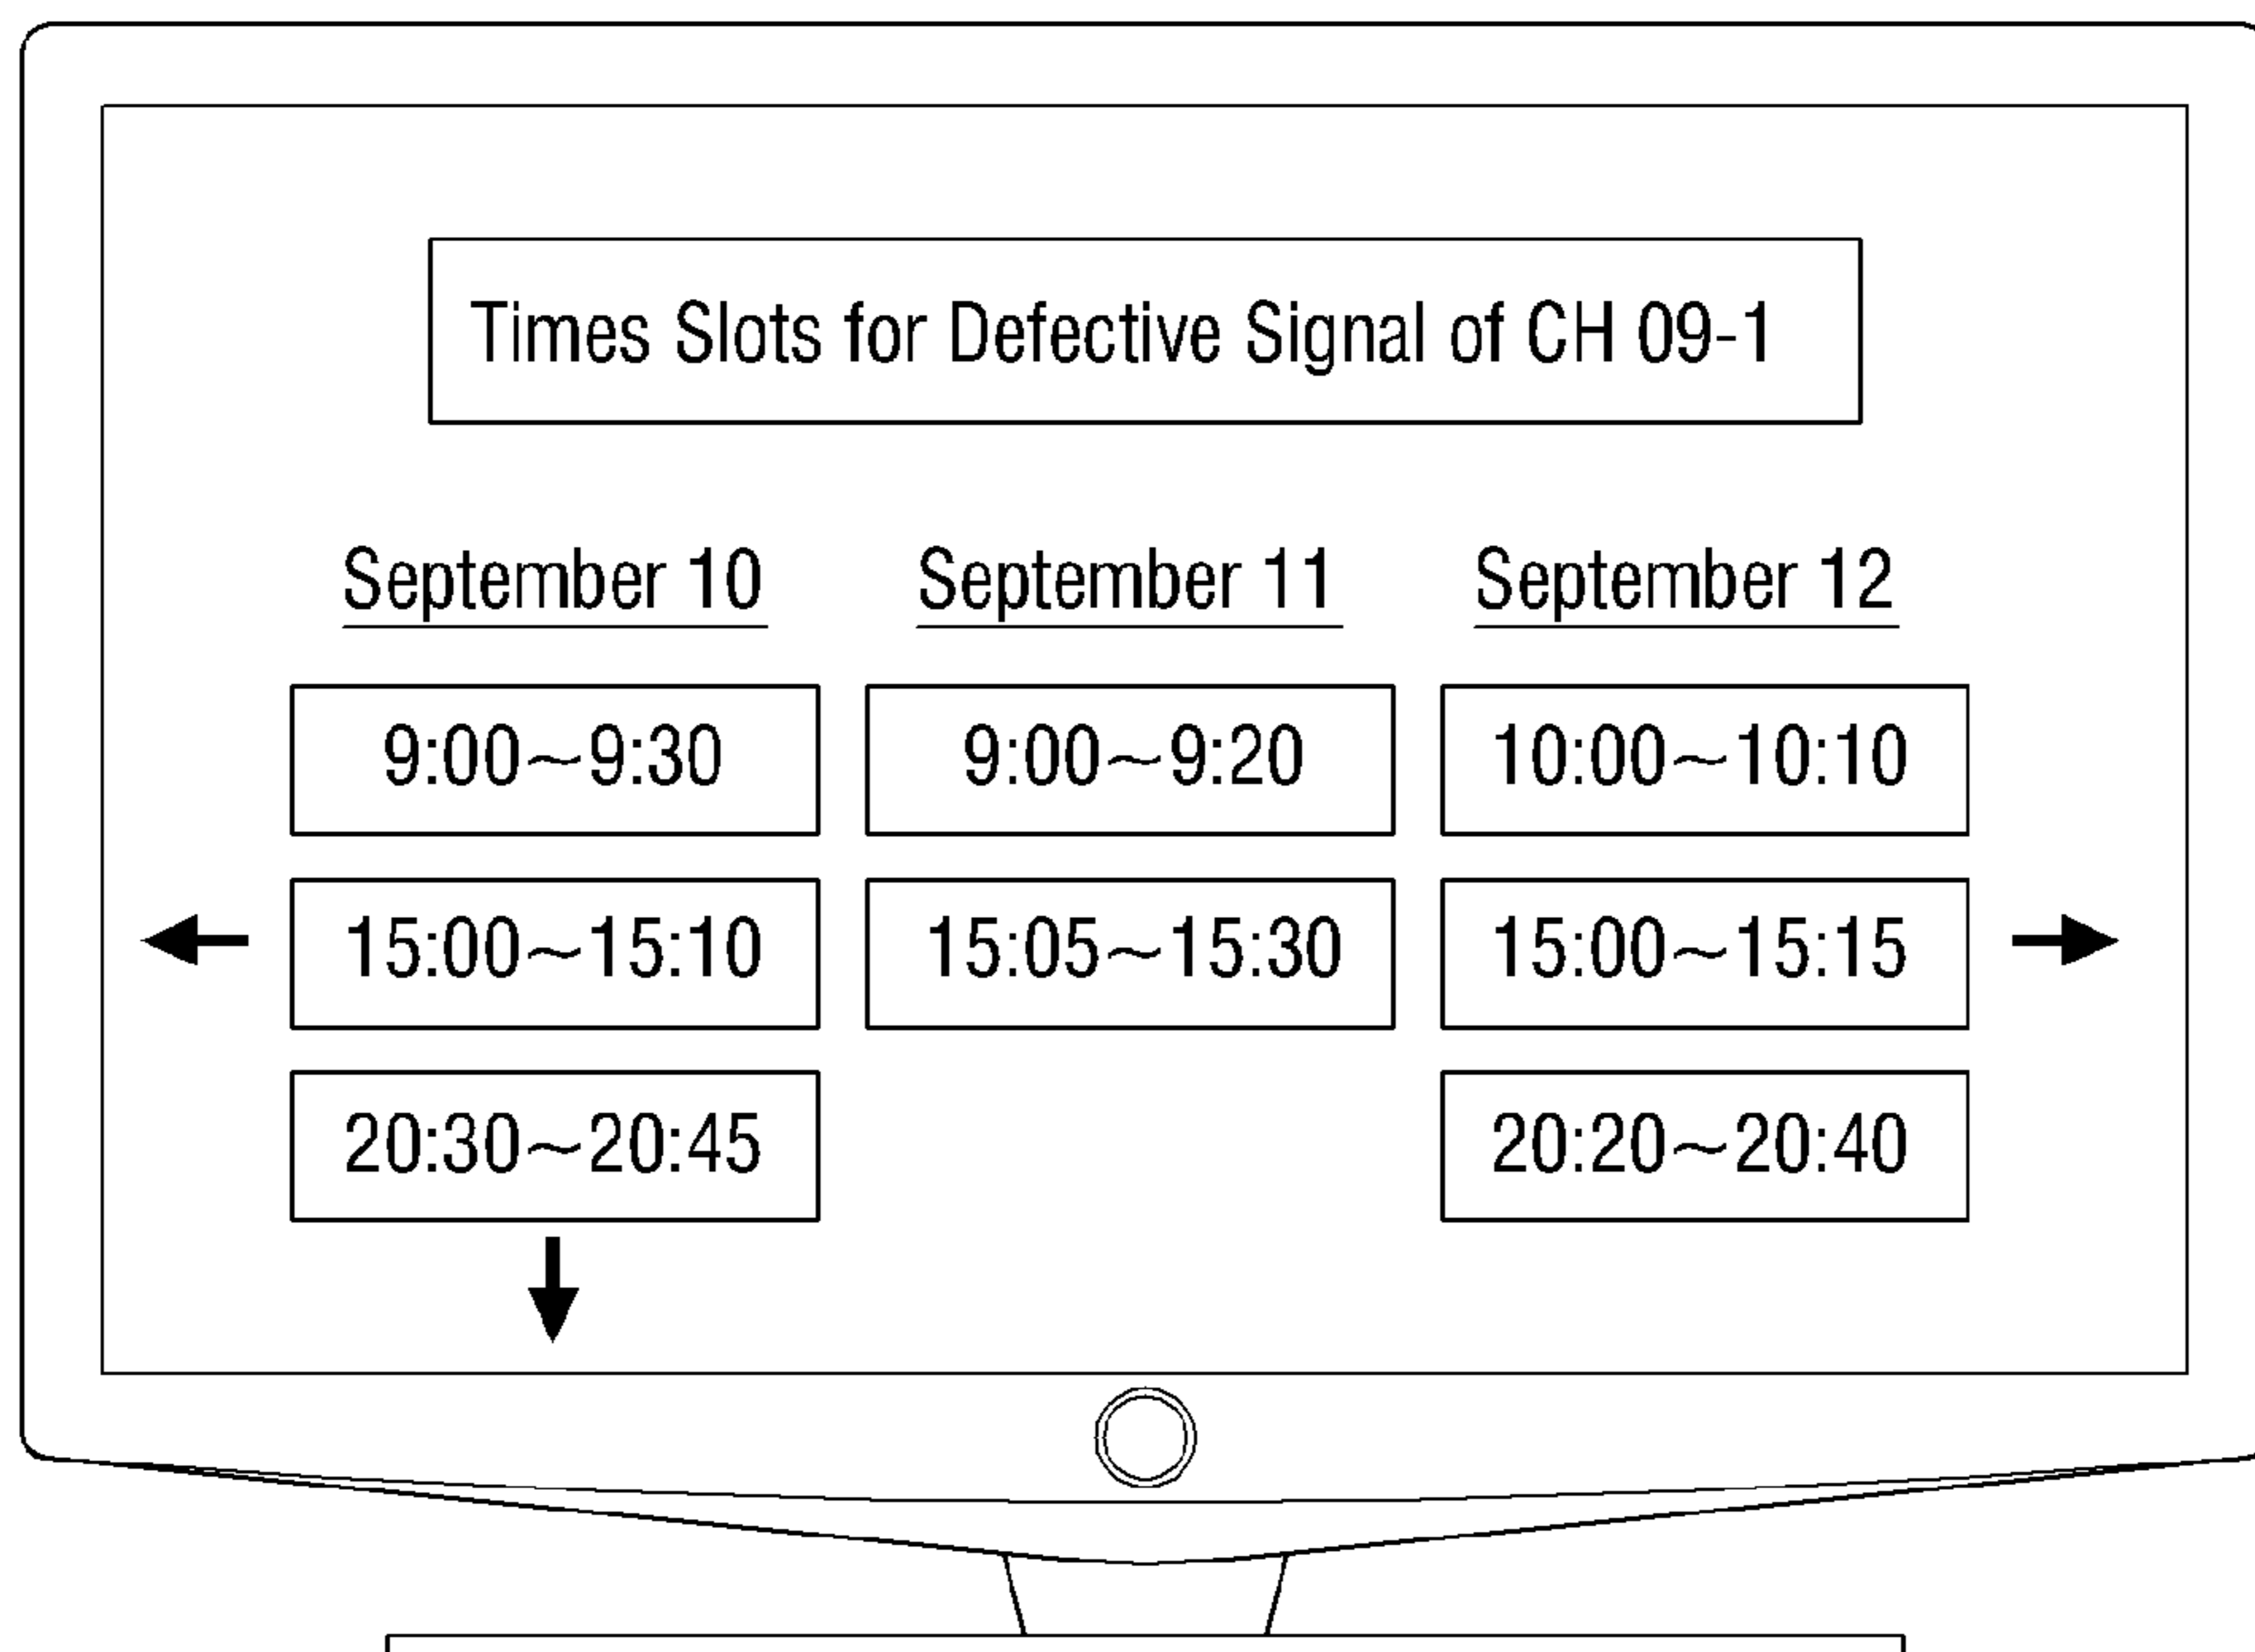 Times Slots for Defective Signal of CH 09-1
September 10 September 11 September 12
9:00~9:30 9:00~9:20 10:00~10:10
15:00~15:10 15:05~15:30 15:00~15:15
20:30~20:45 20:20~20:40